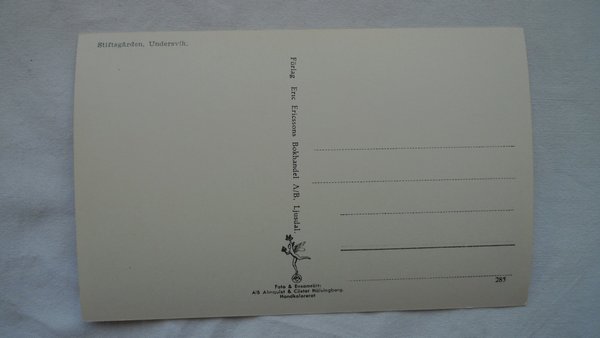 Stiftsgården, Undersvik.
Förlag Eric Ericssons Bokhandel A/B, Ljusdal.
Foto & Ensamrätt:
A/B Almquist & Cöster Hälsingborg.
Handkolorerat
285